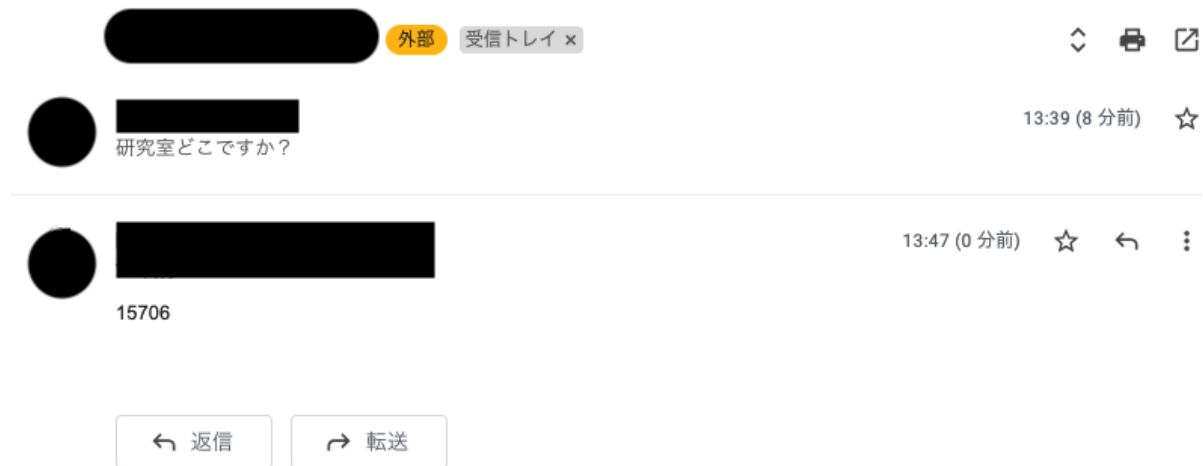 外部 受信トレイ ×
13:39 (8 分前)
研究室どこですか？
13:47 (0 分前)
15706
返信 転送